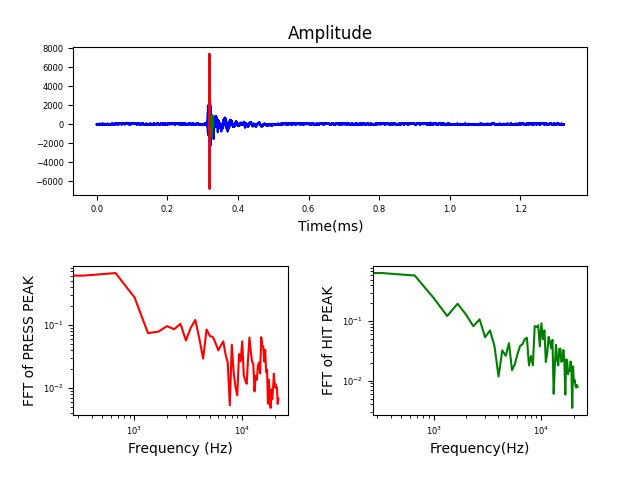 Amplitude
8000
6000
4000
2000
0
−2000
−4000
−6000
0.0 0.2 0.4 0.6 0.8 1.0 1.2
Time(ms)
FFT of PRESS PEAK
10⁻¹
10⁻²
10³ 10⁴
Frequency (Hz)
FFT of HIT PEAK
10⁻¹
10⁻²
10³ 10⁴
Frequency(Hz)